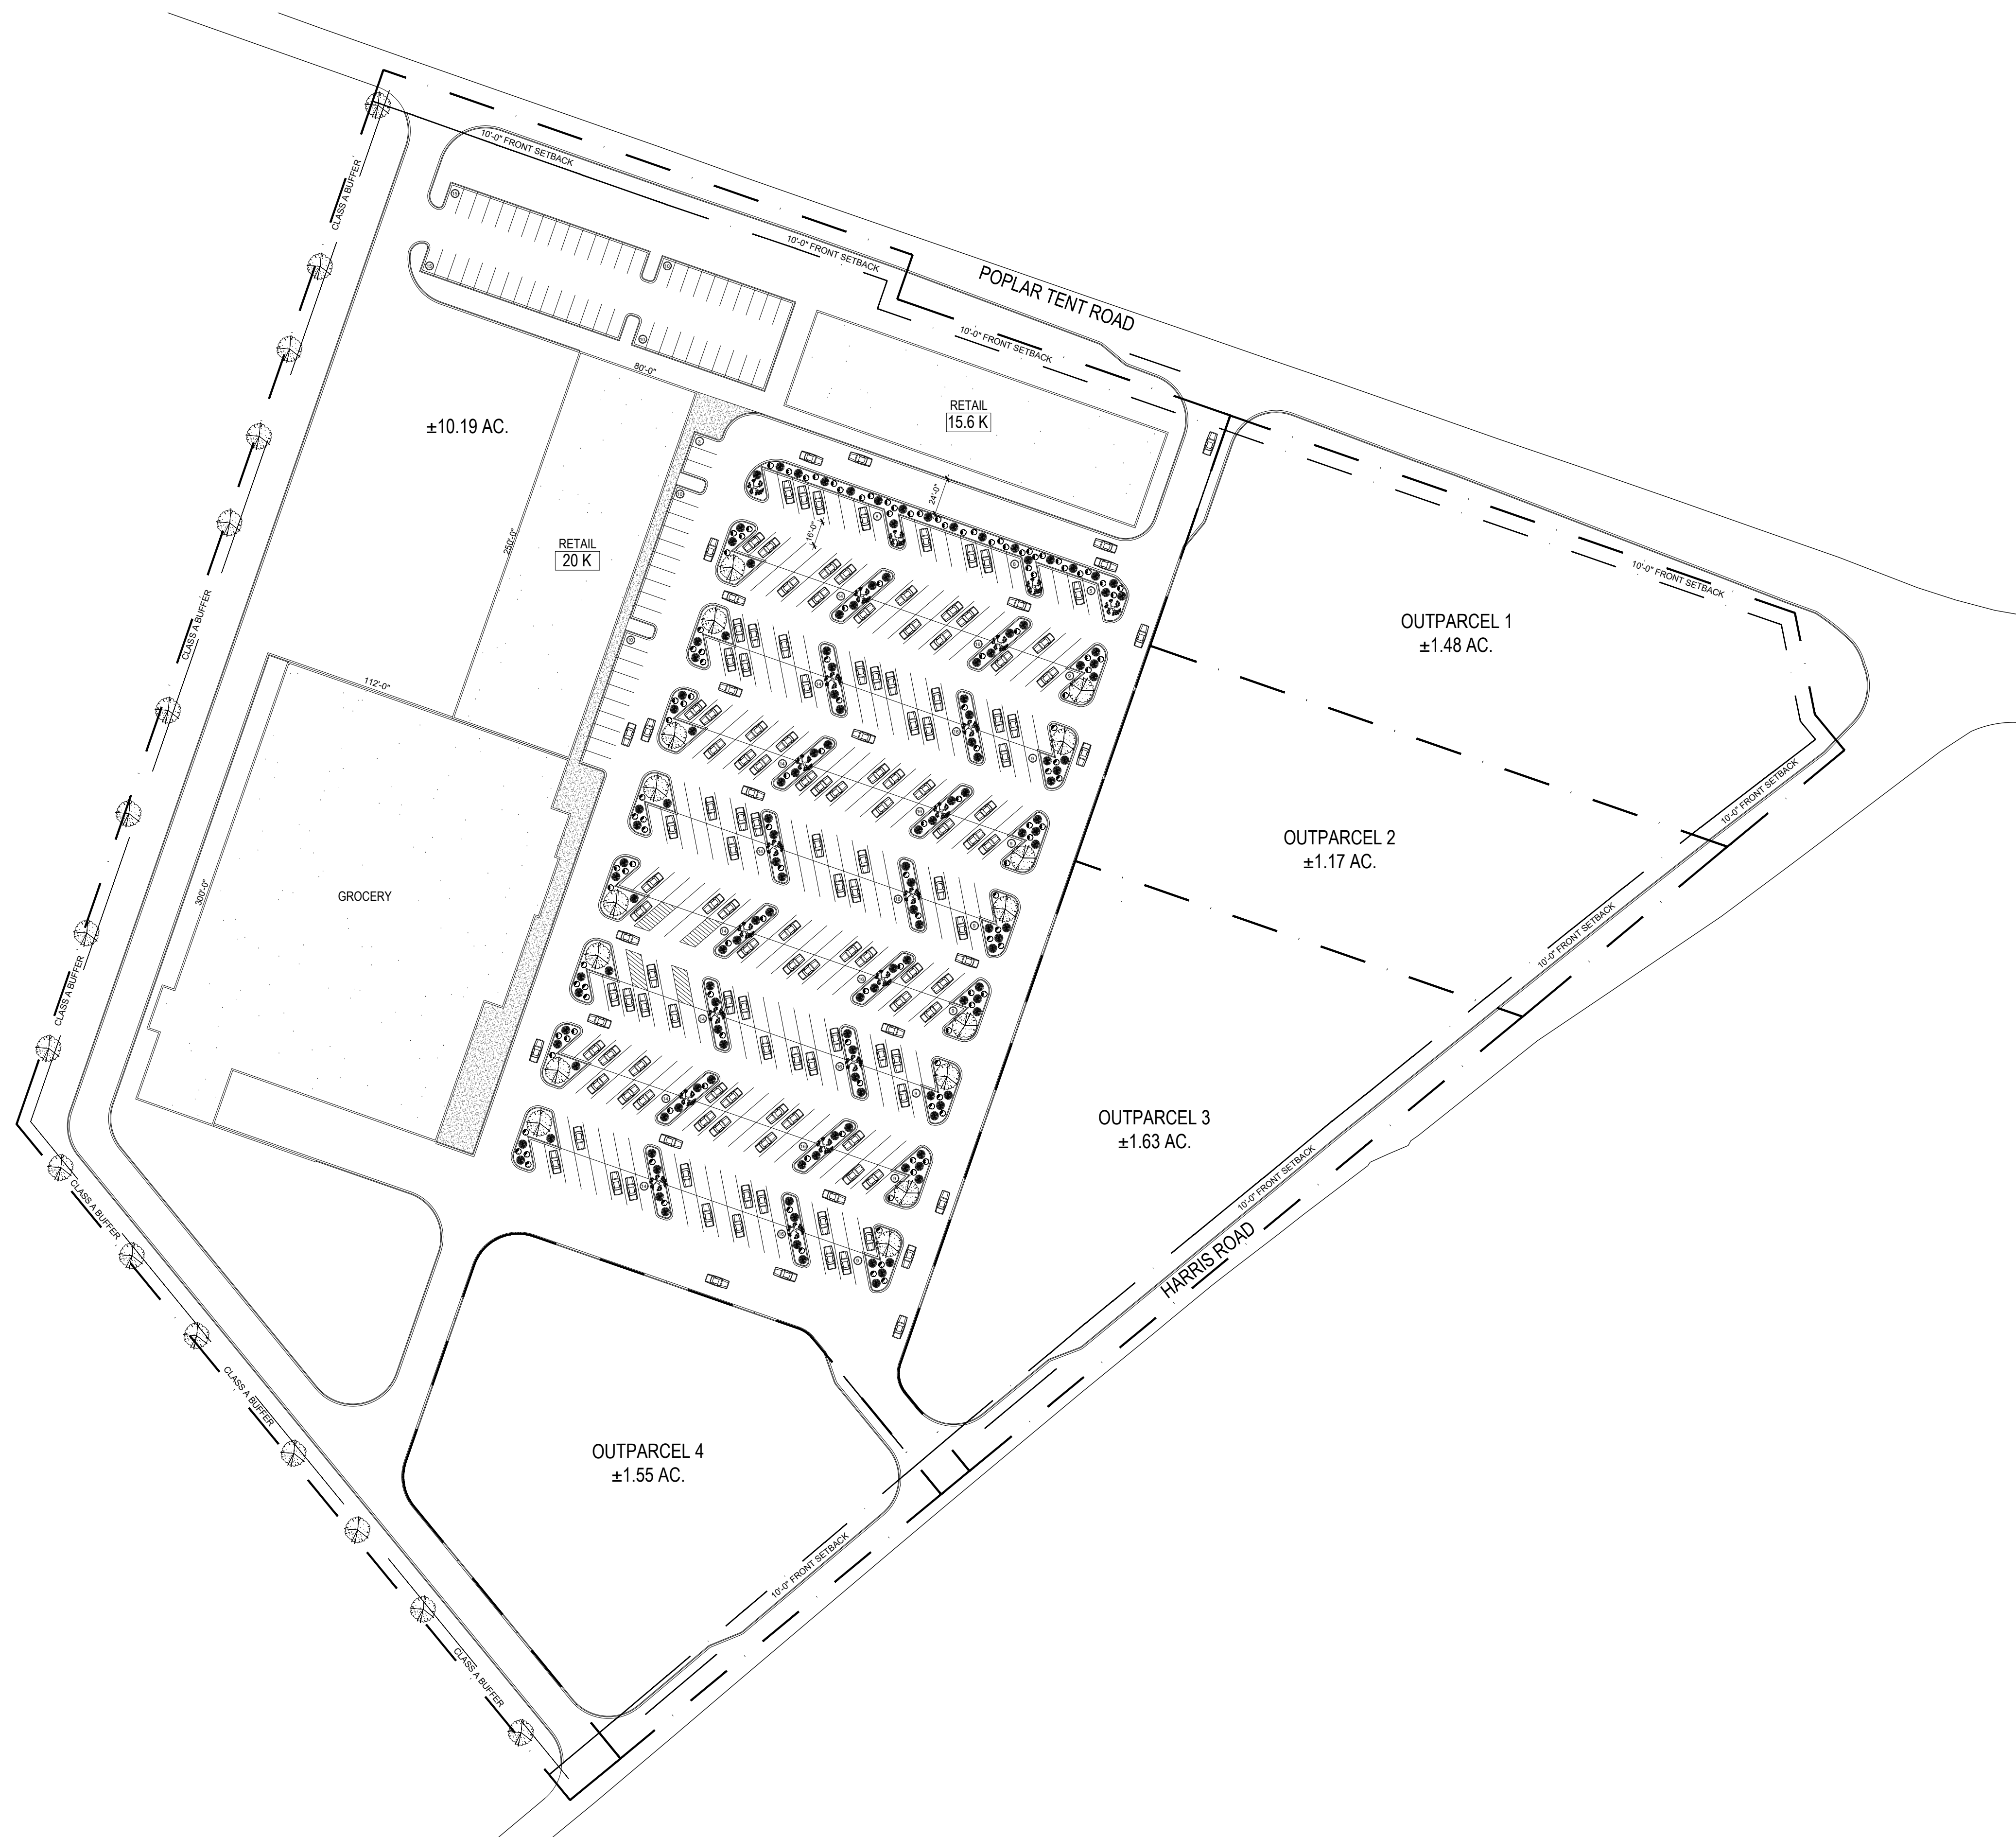 10'-0" FRONT SETBACK
CLASS A BUFFER
10'-0" FRONT SETBACK
POPLAR TENT ROAD
10'-0" FRONT SETBACK
80'-0"
±10.19 AC.
RETAIL
15.6 K
24'-0"
16'-0"
250'-0"
RETAIL
20 K
10'-0" FRONT SETBACK
CLASS A BUFFER
OUTPARCEL 1
±1.48 AC.
112'-0"
10'-0" FRONT SETBACK
OUTPARCEL 2
±1.17 AC.
300'-0"
GROCERY
10'-0" FRONT SETBACK
CLASS A BUFFER
OUTPARCEL 3
±1.63 AC.
10'-0" FRONT SETBACK
CLASS A BUFFER
HARRIS ROAD
CLASS A BUFFER
OUTPARCEL 4
±1.55 AC.
10'-0" FRONT SETBACK
CLASS A BUFFER